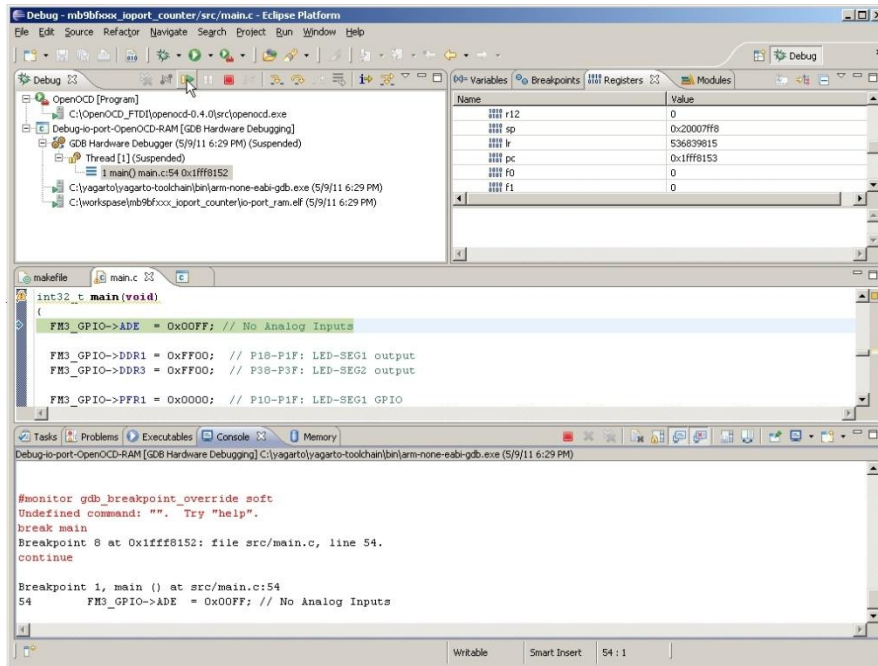 Debug - mb9bfxxx_ioport_counter/src/main.c - Eclipse Platform
File Edit Source Refactor Navigate Search Project Run Window Help
Debug
Debug
OpenOCD [Program]
C:\OpenOCD_FTDI\openocd-0.4.0\src\openocd.exe
Debug-io-port-OpenOCD-RAM [GDB Hardware Debugging]
GDB Hardware Debugger (5/9/11 6:29 PM) (Suspended)
Thread [1] (Suspended)
1 main() main.c:54 0x1fff8152
C:\yagarto\yagarto-toolchain\bin\arm-none-eabi-gdb.exe (5/9/11 6:29 PM)
C:\workspase\mb9bfxxx_ioport_counter\io-port_ram.elf (5/9/11 6:29 PM)
Variables Breakpoints Registers Modules
Name Value
r12 0
sp 0x20007ff8
lr 536839815
pc 0x1fff8153
f0 0
f1 0
makefile main.c
int32_t main(void)
{
FM3_GPIO->ADE = 0x00FF; // No Analog Inputs
FM3_GPIO->DDR1 = 0xFF00; // P18-P1F: LED-SEG1 output
FM3_GPIO->DDR3 = 0xFF00; // P38-P3F: LED-SEG2 output
FM3_GPIO->PFR1 = 0x0000; // P10-P1F: LED-SEG1 GPIO
Tasks Problems Executables Console Memory
Debug-io-port-OpenOCD-RAM [GDB Hardware Debugging] C:\yagarto\yagarto-toolchain\bin\arm-none-eabi-gdb.exe (5/9/11 6:29 PM)
#monitor gdb_breakpoint_override soft
Undefined command: "". Try "help".
break main
Breakpoint 8 at 0x1fff8152: file src/main.c, line 54.
continue
Breakpoint 1, main () at src/main.c:54
54 FM3_GPIO->ADE = 0x00FF; // No Analog Inputs
Writable Smart Insert 54 : 1